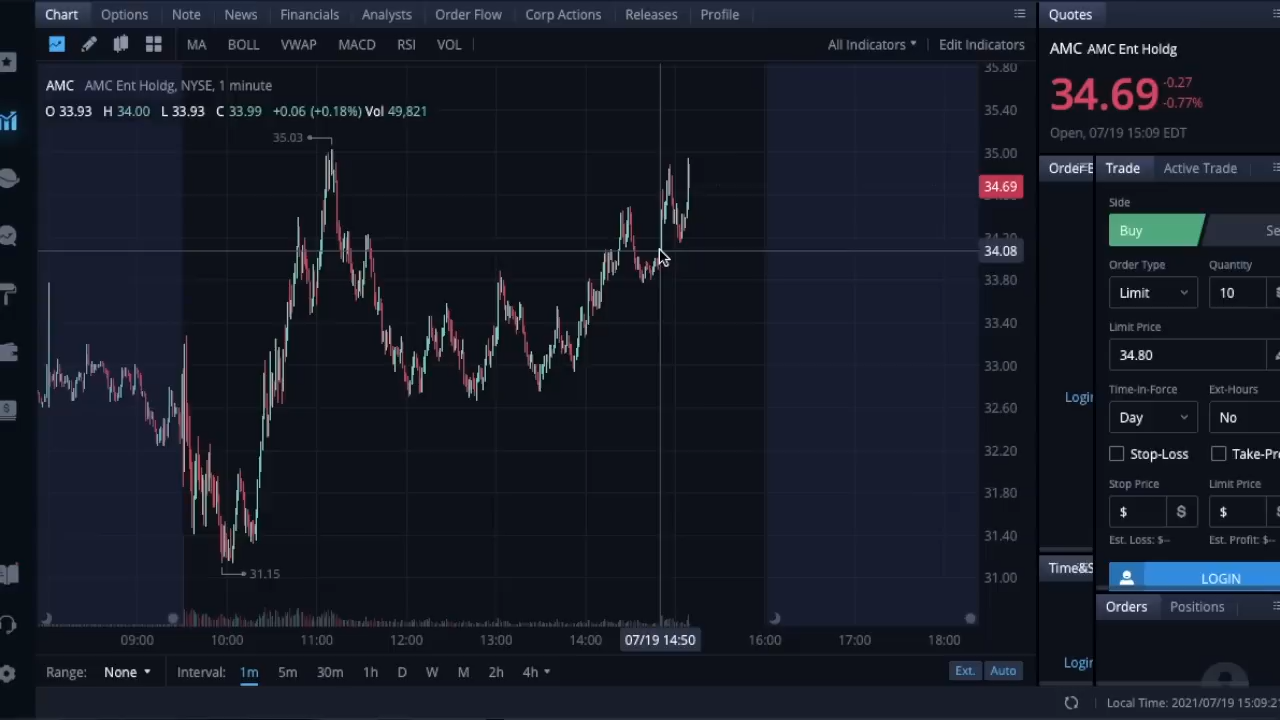 Chart Options Note News Financials Analysts Order Flow Corp Actions Releases Profile
MA BOLL VWAP MACD RSI VOL All Indicators Edit Indicators
AMC AMC Ent Holdg, NYSE, 1 minute
O 33.93 H 34.00 L 33.93 C 33.99 +0.06 (+0.18%) Vol 49,821
35.03
31.15
35.80
35.40
35.00
34.69
34.08
33.80
33.40
33.00
32.60
32.20
31.80
31.40
31.00
09:00 10:00 11:00 12:00 13:00 14:00 07/19 14:50 16:00 17:00 18:00
Range: None Interval: 1m 5m 30m 1h D W M 2h 4h Ext. Auto
Quotes
AMC AMC Ent Holdg
34.69 -0.27
-0.77%
Open, 07/19 15:09 EDT
Trade Active Trade
Side
Buy Se
Order Type Quantity
Limit 10
Limit Price
34.80
Time-in-Force Ext-Hours
Day No
Stop-Loss Take-Pr
Stop Price Limit Price
$ $ $
Est. Loss: $-- Est. Profit: $--
LOGIN
Time&S
Orders Positions
Login
Login
Local Time: 2021/07/19 15:09:2